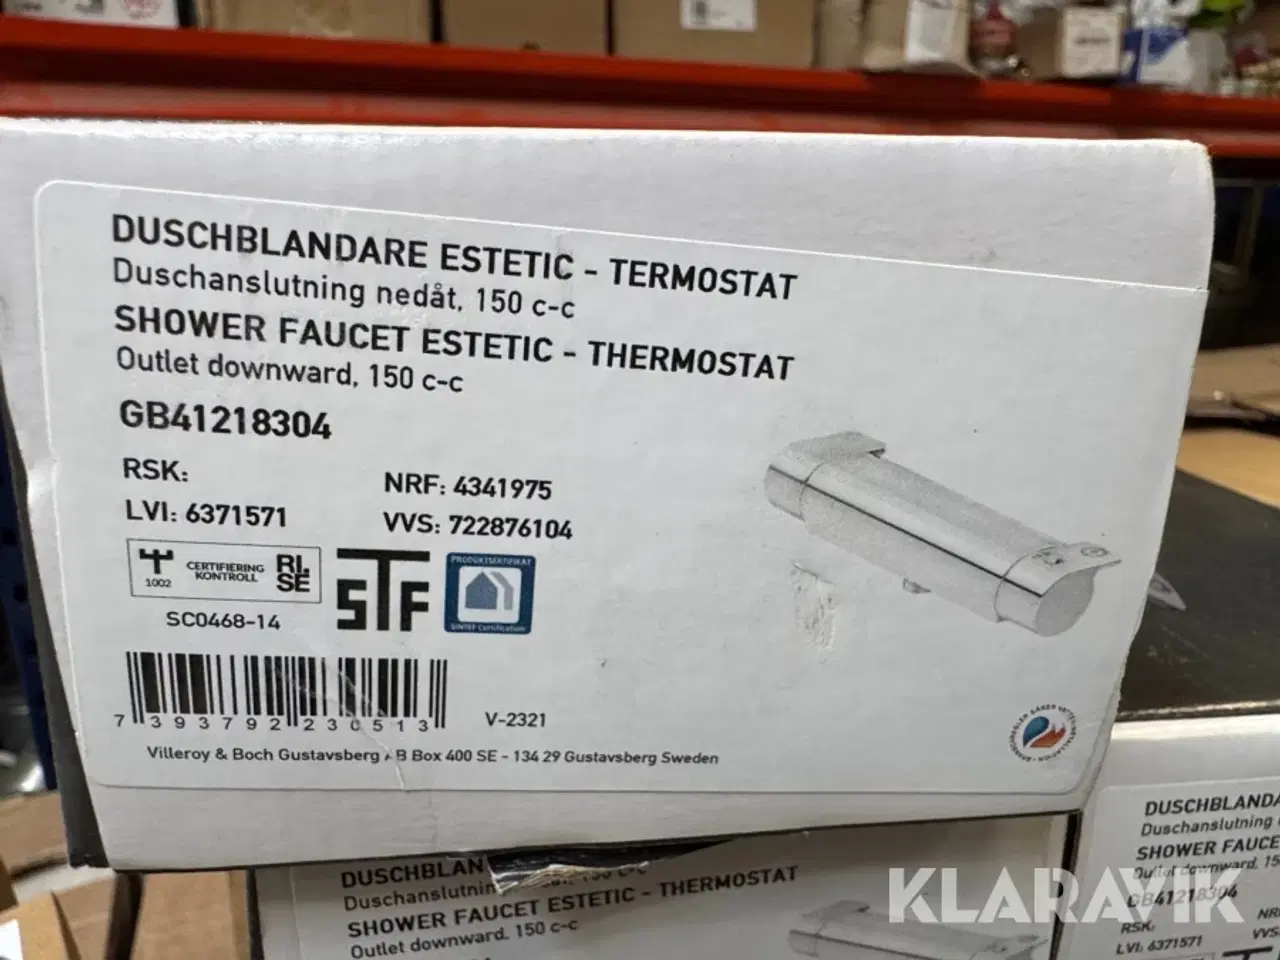 DUSCHBLANDARE ESTETIC - TERMOSTAT
Duschanslutning nedåt, 150 c-c
SHOWER FAUCET ESTETIC - THERMOSTAT
Outlet downward, 150 c-c
GB41218304
RSK:
NRF: 4341975
LVI: 6371571
VVS: 722876104
1002
CERTIFIERING
KONTROLL
RI.
SE
STF
PRODUKTSERTIFIKAT
SINTEF Certification
SC0468-14
7 393792 230513
V-2321
Villeroy & Boch Gustavsberg AB Box 400 SE - 134 29 Gustavsberg Sweden
DUSCHBLAN
Duschanslutnin
SHOWER FAUCET ESTETIC - THERMOSTAT
Outlet downward, 150 c-c
DUSCHBLANDA
Duschanslutning
SHOWER FAUCE
Outlet downward, 15
GB41218304
RSK:
NR
LVI: 6371571
VVS
KLARAVIK